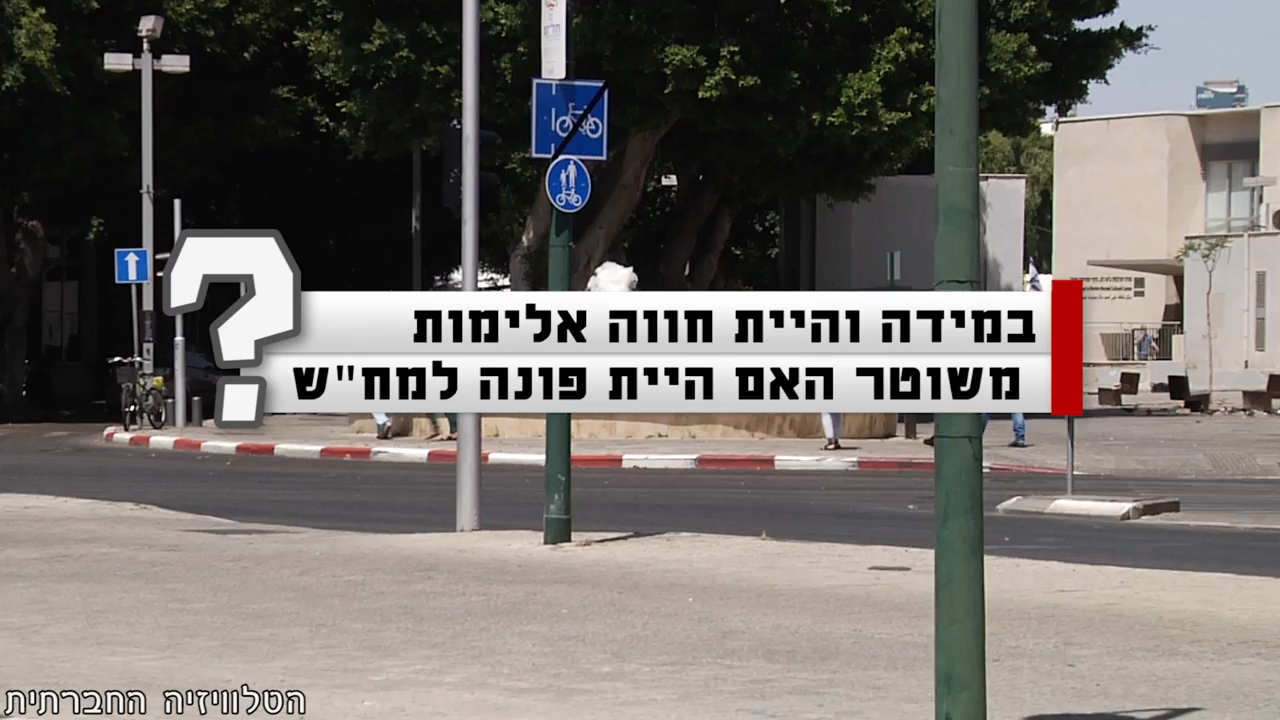 במידה והיית חווה אלימות
משוטר האם היית פונה למח"ש
?
הטלוויזיה החברתית